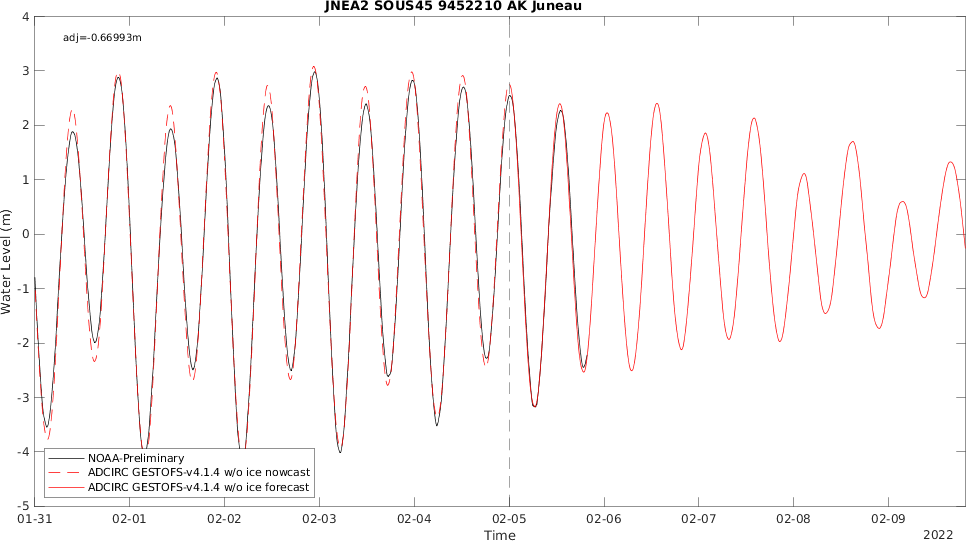 JNEA2 SOUS45 9452210 AK Juneau
adj=-0.66993m
4
3
2
1
0
-1
-2
-3
-4
-5
Water Level (m)
NOAA-Preliminary
ADCIRC GESTOFS-v4.1.4 w/o ice nowcast
ADCIRC GESTOFS-v4.1.4 w/o ice forecast
01-31 02-01 02-02 02-03 02-04 02-05 02-06 02-07 02-08 02-09
Time
2022